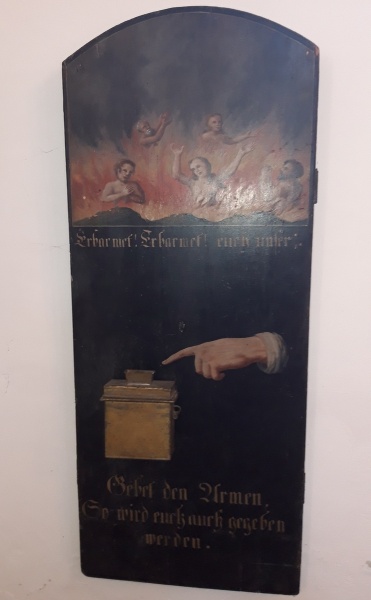 Erbarmet! Erbarmet! euch unser!
Gebet den Armen,
So wird euch auch gegeben
werden.